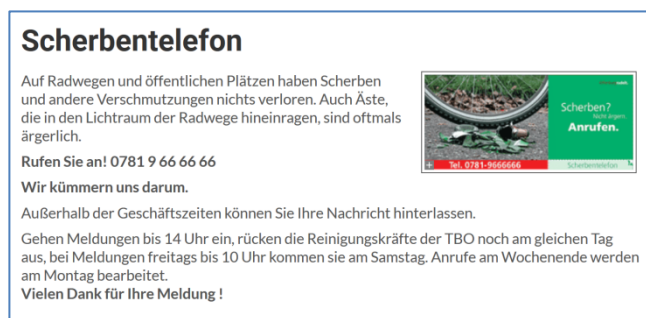 Scherbentelefon
Auf Radwegen und öffentlichen Plätzen haben Scherben
und andere Verschmutzungen nichts verloren. Auch Äste,
die in den Lichtraum der Radwege hineinragen, sind oftmals
ärgerlich.
Rufen Sie an! 0781 9 66 66 66
Wir kümmern uns darum.
Scherben?
Nicht ärgern.
Anrufen.
Tel. 0781-9666666
Scherbentelefon
Außerhalb der Geschäftszeiten können Sie Ihre Nachricht hinterlassen.
Gehen Meldungen bis 14 Uhr ein, rücken die Reinigungskräfte der TBO noch am gleichen Tag
aus, bei Meldungen freitags bis 10 Uhr kommen sie am Samstag. Anrufe am Wochenende werden
am Montag bearbeitet.
Vielen Dank für Ihre Meldung !